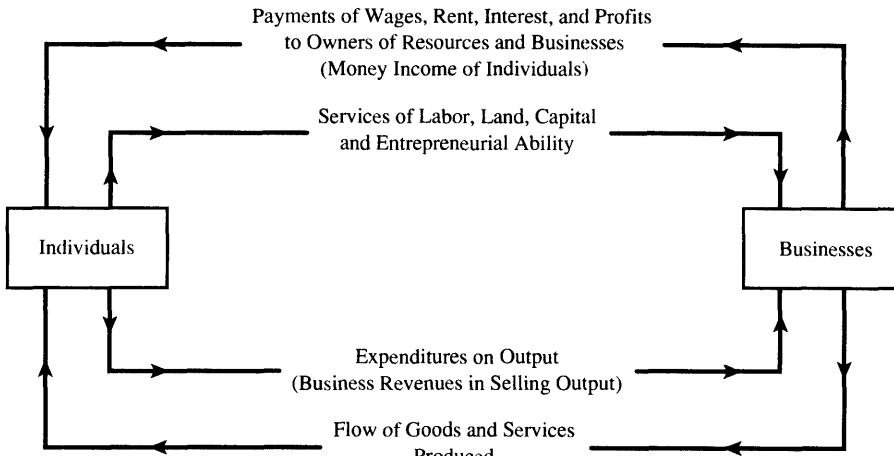 Payments of Wages, Rent, Interest, and Profits
to Owners of Resources and Businesses
(Money Income of Individuals)
Services of Labor, Land, Capital
and Entrepreneurial Ability
Individuals
Businesses
Expenditures on Output
(Business Revenues in Selling Output)
Flow of Goods and Services
Produced